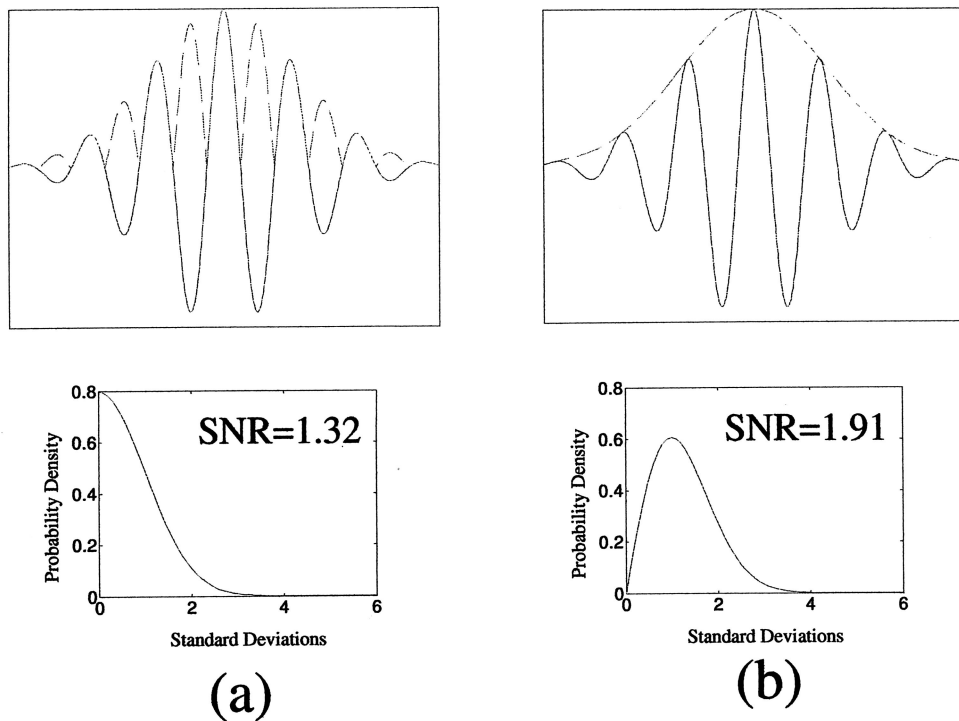 0.8
0.6
0.4
0.2
0
0 2 4 6
Probability Density
SNR=1.32
Standard Deviations
(a)
0.8
0.6
0.4
0.2
0
0 2 4 6
Probability Density
SNR=1.91
Standard Deviations
(b)